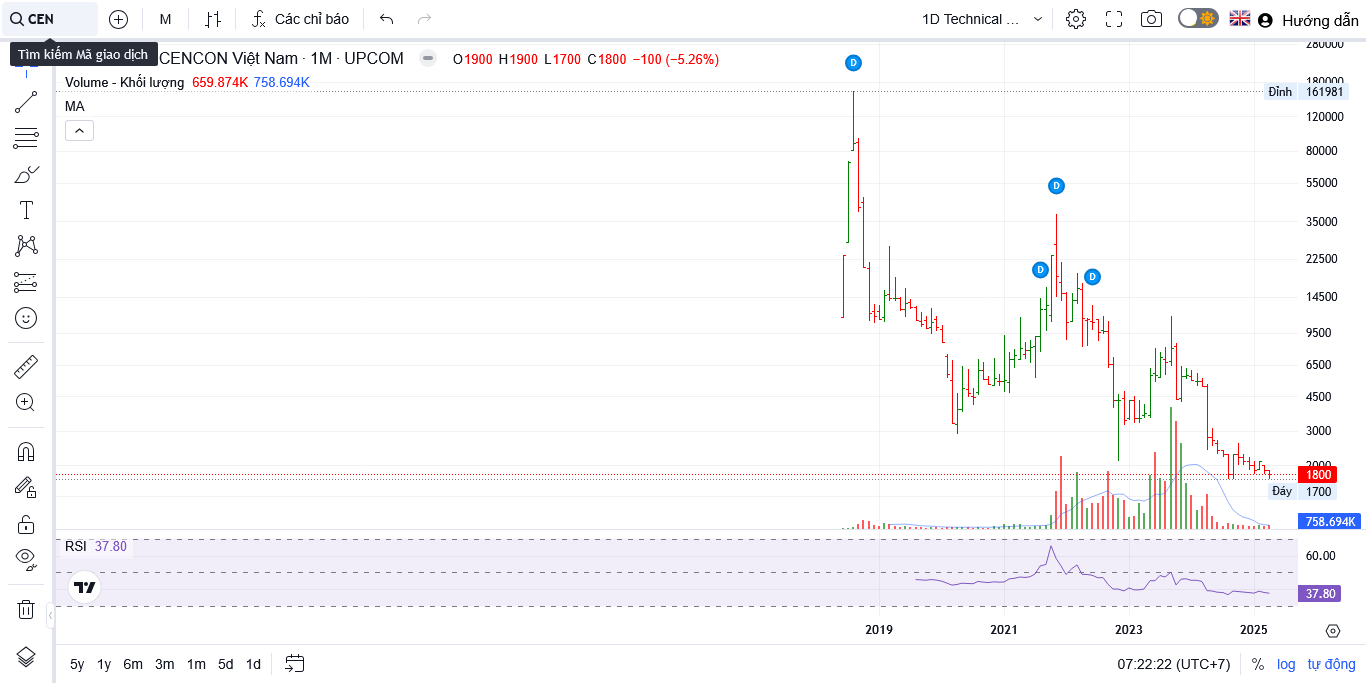 CEN
M
Các chỉ báo
1D Technical ...
Hướng dẫn
Tìm kiếm Mã giao dịch
CENCON Việt Nam · 1M · UPCOM
O1900 H1900 L1700 C1800 −100 (−5.26%)
Volume - Khối lượng 659.874K 758.694K
MA
D
D
D
D
280000
180000
Đỉnh 161981
120000
80000
55000
35000
22500
14500
9500
6500
4500
3000
2000
1800
Đáy 1700
758.694K
RSI 37.80
60.00
37.80
2019
2021
2023
2025
5y 1y 6m 3m 1m 5d 1d
07:22:22 (UTC+7)
% log tự động